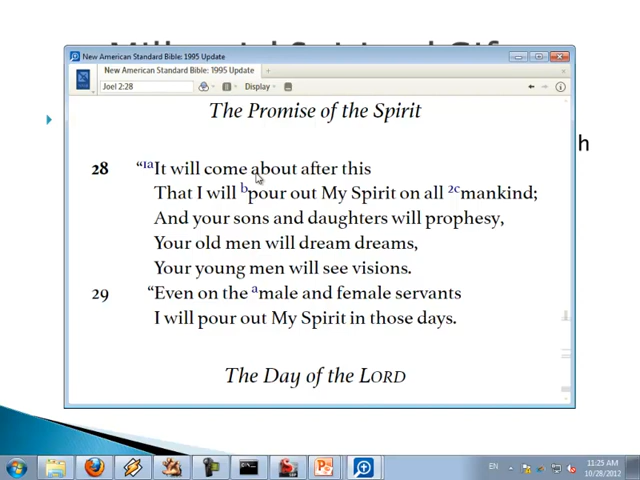 New American Standard Bible: 1995 Update
New American Standard Bible: 1995 Update
Joel 2:28
Display
The Promise of the Spirit
28 “1aIt will come about after this
That I will bpour out My Spirit on all 2cmankind;
And your sons and daughters will prophesy,
Your old men will dream dreams,
Your young men will see visions.
29 “Even on the amale and female servants
I will pour out My Spirit in those days.
The Day of the LORD
h
EN
11:25 AM
10/28/2012